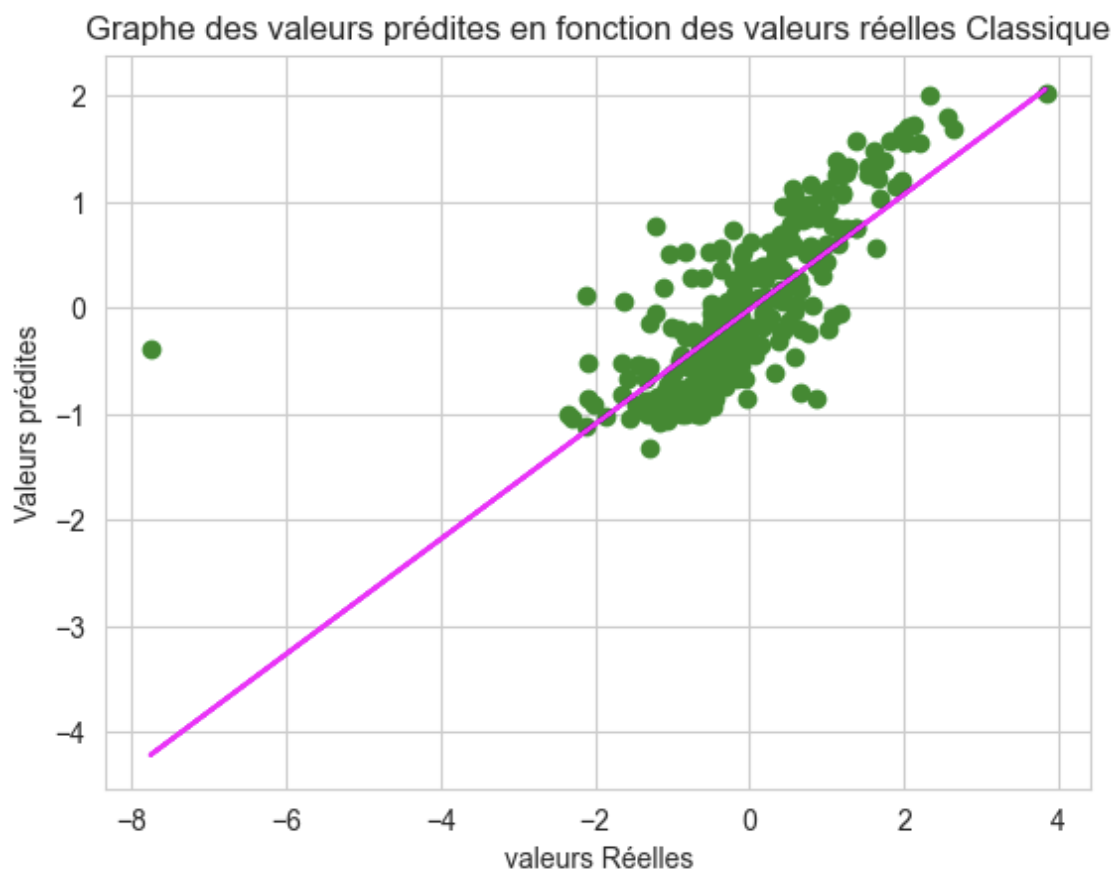 Graphe des valeurs prédites en fonction des valeurs réelles Classique
2
1
0
−1
−2
−3
−4
Valeurs prédites
−8 −6 −4 −2 0 2 4
valeurs Réelles